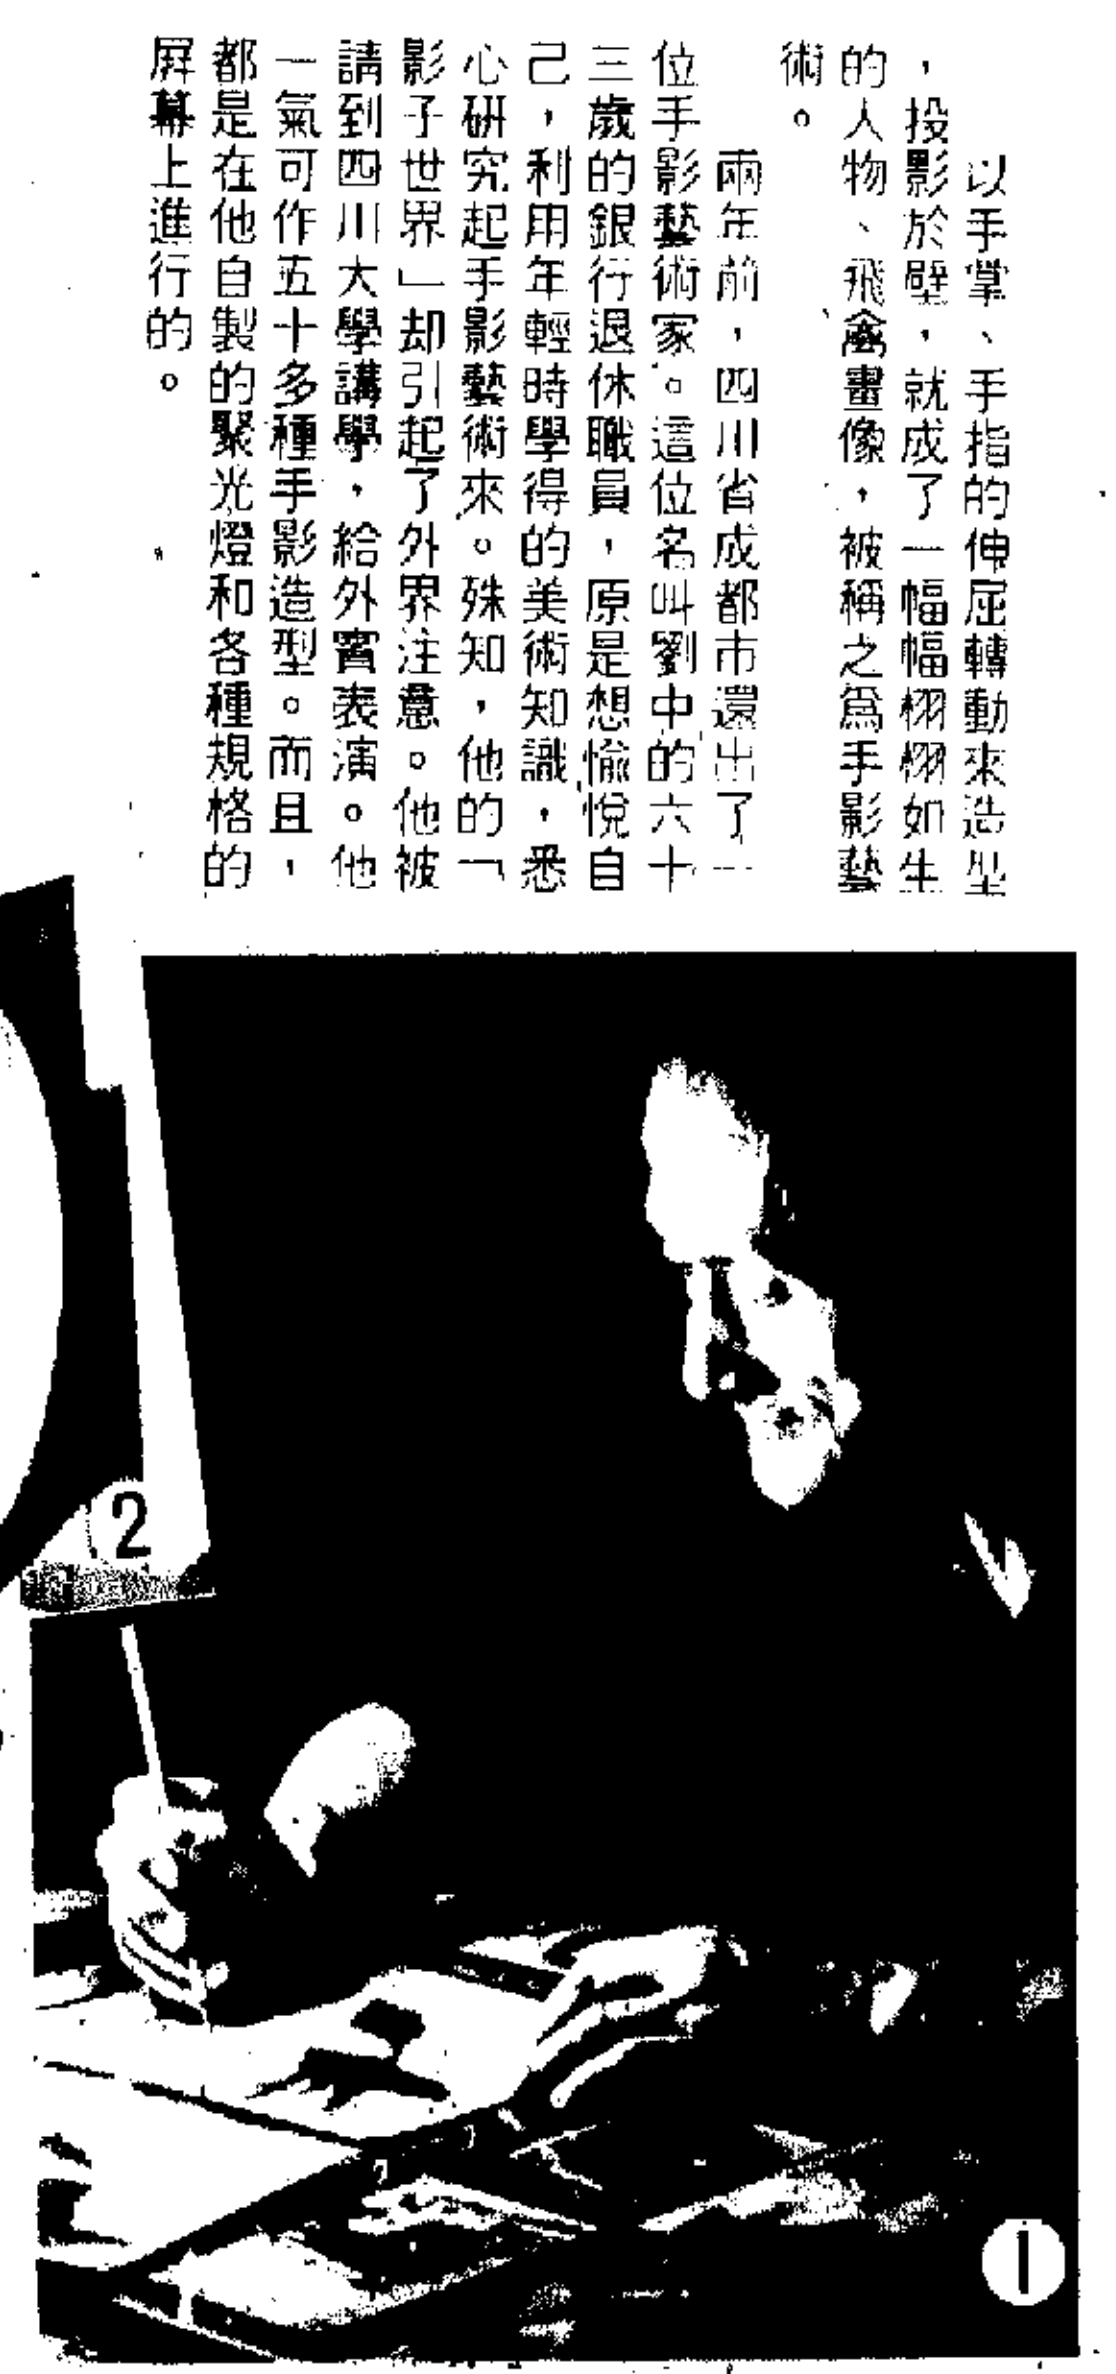 以手掌、手指的伸屈轉動來造型
，投影於壁，就成了一幅幅栩栩如生
的人物、飛禽畫像，被稱之爲手影藝
術。
兩年前，四川省成都市還出了一
位手影藝術家。這位名叫劉中的六十
三歲的銀行退休職員，原是想愉悅自
己，利用年輕時學得的美術知識，悉
心研究起手影藝術來。殊知，他的「
影子世界」却引起了外界注意。他被
請到四川大學講學，給外賓表演。他
一氣可作五十多種手影造型。而且，
都是在他自製的聚光燈和各種規格的
屏幕上進行的。
2
1